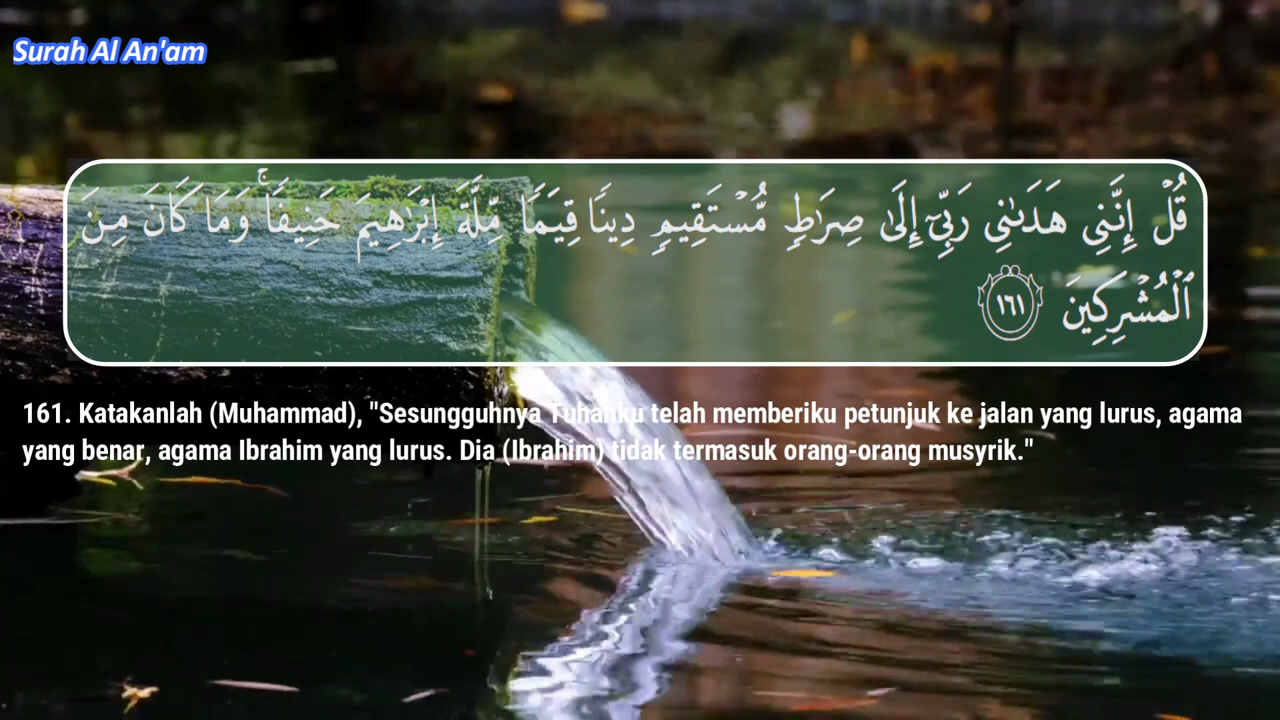 Surah Al An'am
قُلْ إِنَّنِى هَدَىٰنِى رَبِّىٓ إِلَىٰ صِرَٰطٍ مُّسْتَقِيمٍ دِينًا قِيَمًا مِّلَّةَ إِبْرَٰهِيمَ حَنِيفًا ۚ وَمَا كَانَ مِنَ
ٱلْمُشْرِكِينَ ١٦١
161. Katakanlah (Muhammad), "Sesungguhnya Tuhanku telah memberiku petunjuk ke jalan yang lurus, agama
yang benar, agama Ibrahim yang lurus. Dia (Ibrahim) tidak termasuk orang-orang musyrik."